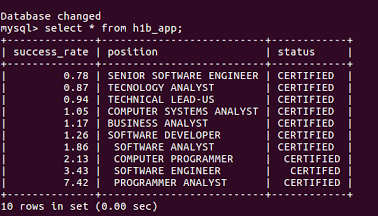 Database changed
mysql> select * from h1b_app;
+--------------+--------------------------+-----------+
| success_rate | position                 | status    |
+--------------+--------------------------+-----------+
|         0.78 | SENIOR SOFTWARE ENGINEER | CERTIFIED |
|         0.87 | TECNOLOGY ANALYST        | CERTIFIED |
|         0.94 | TECHNICAL LEAD-US        | CERTIFIED |
|         1.05 | COMPUTER SYSTEMS ANALYST | CERTIFIED |
|         1.17 | BUSINESS ANALYST         | CERTIFIED |
|         1.26 | SOFTWARE DEVELOPER       | CERTIFIED |
|         1.86 |  SOFTWARE ANALYST        | CERTIFIED |
|         2.13 |  COMPUTER PROGRAMMER     |  CERTIFIED |
|         3.43 |  SOFTWARE ENGINEER       |  CERTIFED |
|         7.42 |  PROGRAMMER ANALYST      |  CERTIFIED |
+--------------+--------------------------+-----------+
10 rows in set (0.00 sec)